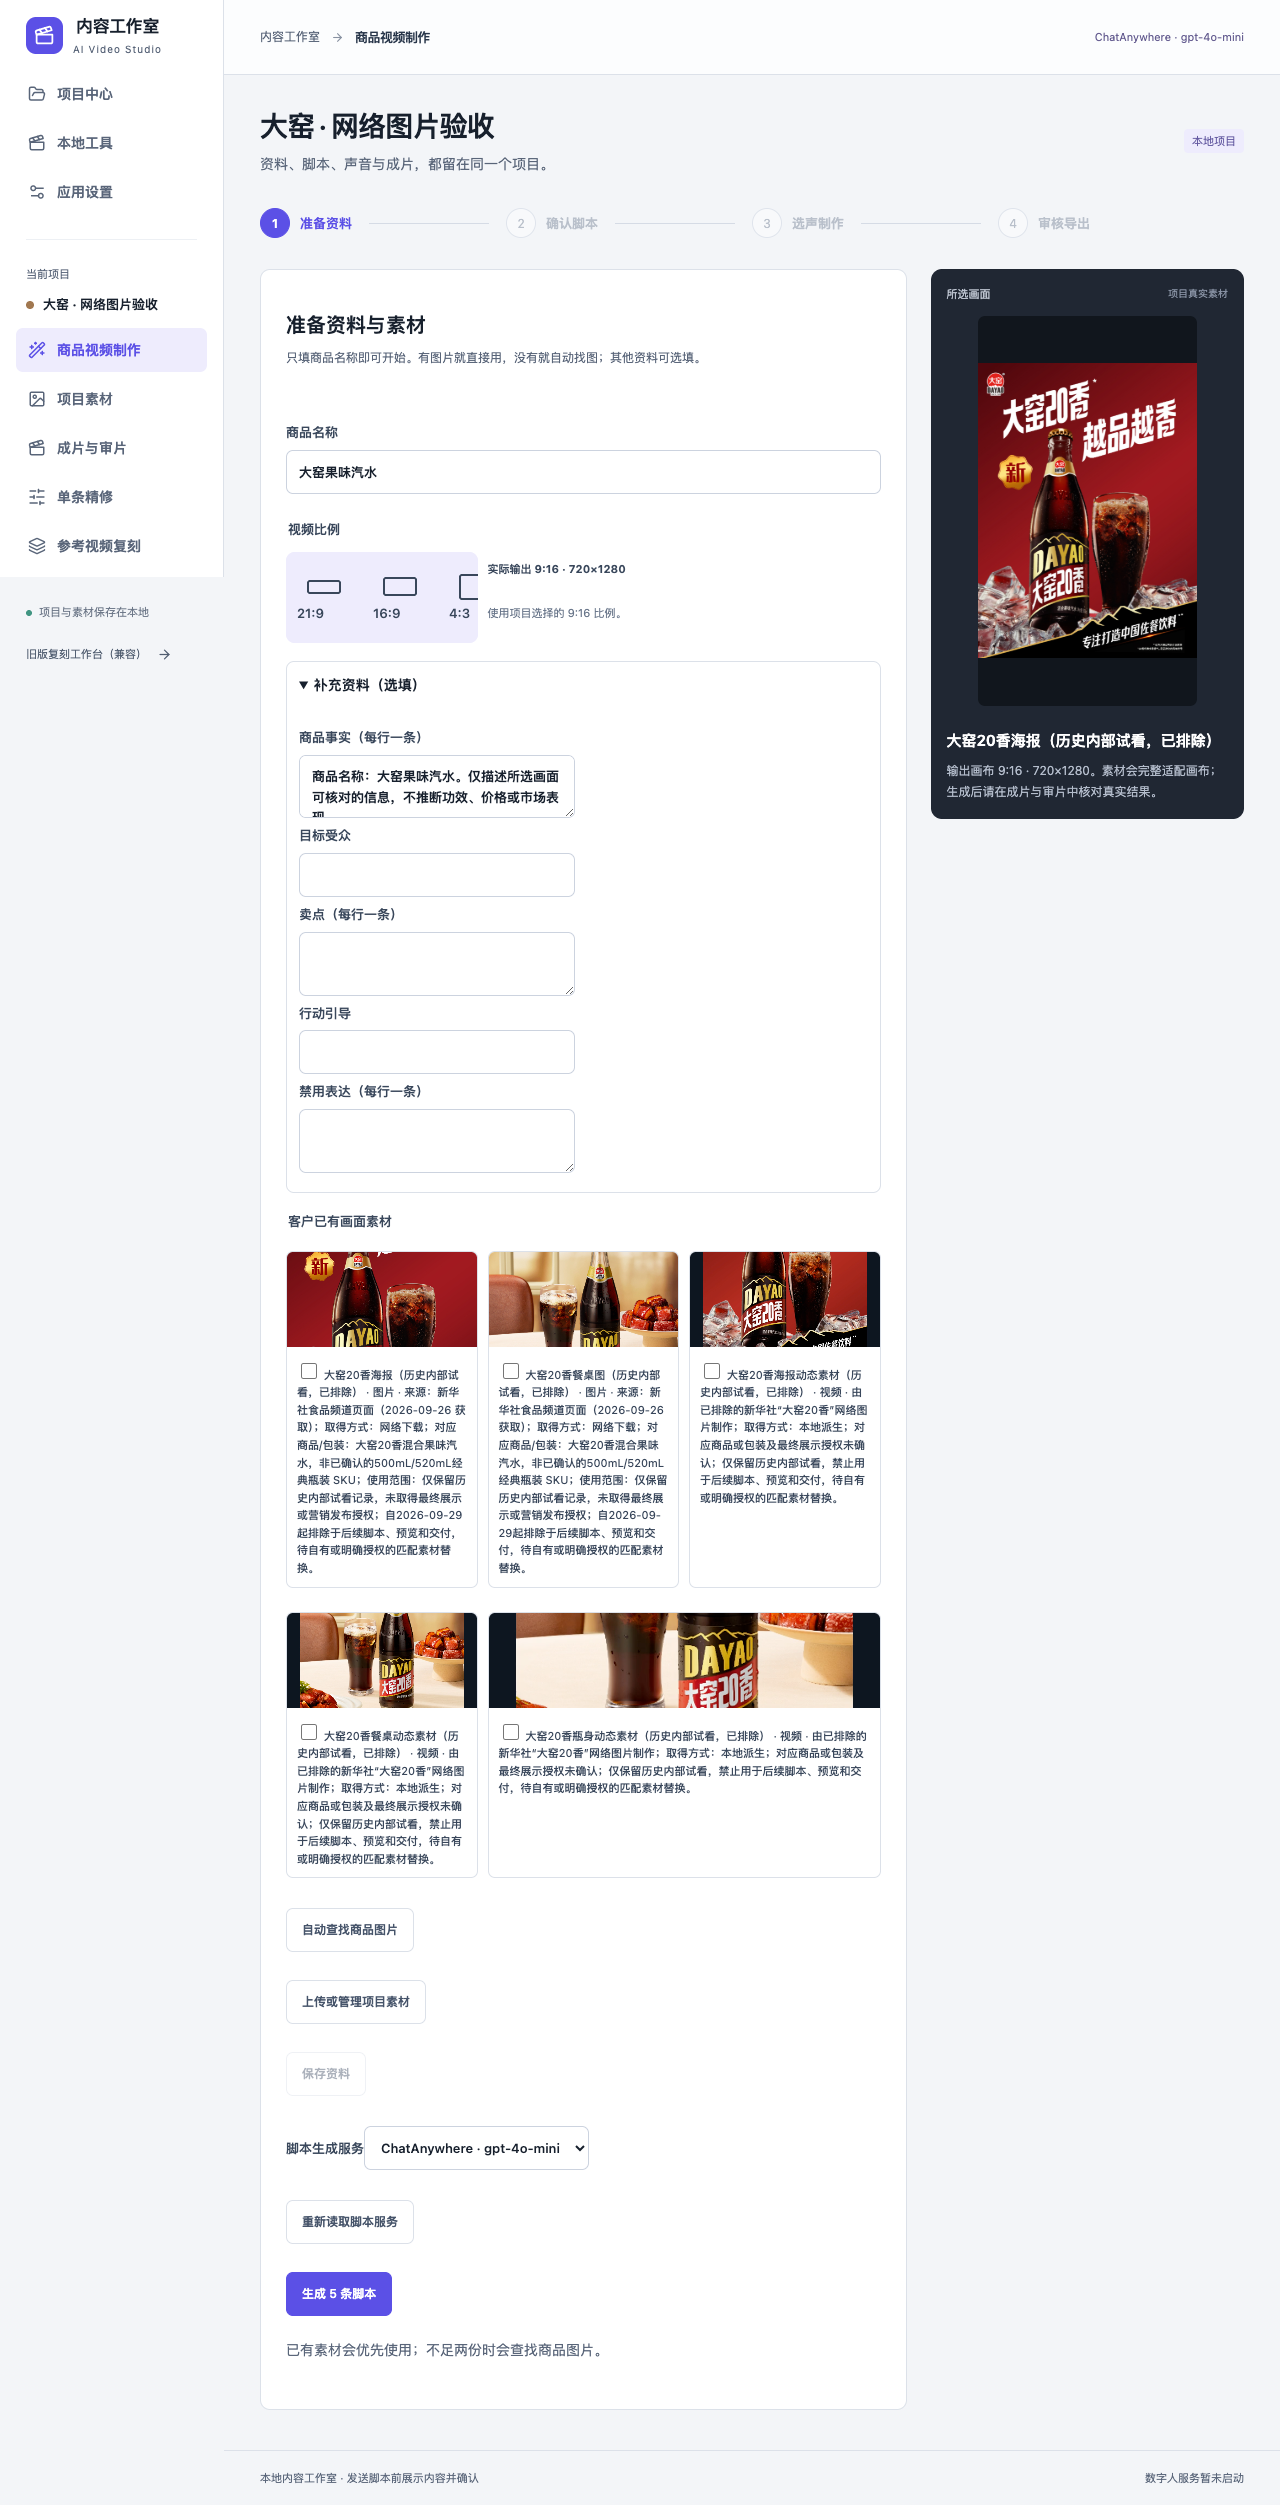 内容工作室
AI Video Studio
项目中心
本地工具
应用设置
当前项目
大窑 · 网络图片验收
商品视频制作
项目素材
成片与审片
单条精修
参考视频复刻
项目与素材保存在本地
旧版复刻工作台（兼容） →
内容工作室 → 商品视频制作
ChatAnywhere · gpt-4o-mini
大窑 · 网络图片验收
资料、脚本、声音与成片，都留在同一个项目。
本地项目
1 准备资料
2 确认脚本
3 选声制作
4 审核导出
准备资料与素材
只填商品名称即可开始。有图片就直接用，没有就自动找图；其他资料可选填。
商品名称
大窑果味汽水
视频比例
21:9
16:9
4:3
实际输出 9:16 · 720×1280
使用项目选择的 9:16 比例。
▼ 补充资料（选填）
商品事实（每行一条）
商品名称：大窑果味汽水。仅描述所选画面
可核对的信息，不推断功效、价格或市场表
现
目标受众
卖点（每行一条）
行动引导
禁用表达（每行一条）
客户已有画面素材
新
DAYAO
DAYAO
DAYAO
大窑20香
大窑20香海报（历史内部试
看，已排除） · 图片 · 来源：新华
社食品频道页面（2026-09-26 获
取）；取得方式：网络下载；对应
商品/包装：大窑20香混合果味汽
水，非已确认的500mL/520mL经
典瓶装 SKU；使用范围：仅保留历
史内部试看记录，未取得最终展示
或营销发布授权；自2026-09-29
起排除于后续脚本、预览和交付，
待自有或明确授权的匹配素材替
换。
大窑20香餐桌图（历史内部
试看，已排除） · 图片 · 来源：新
华社食品频道页面（2026-09-26
获取）；取得方式：网络下载；对
应商品/包装：大窑20香混合果味
汽水，非已确认的500mL/520mL
经典瓶装 SKU；使用范围：仅保留
历史内部试看记录，未取得最终展
示或营销发布授权；自2026-09-
29起排除于后续脚本、预览和交
付，待自有或明确授权的匹配素材
替换。
大窑20香海报动态素材（历
史内部试看，已排除） · 视频 · 由
已排除的新华社“大窑20香”网络图
片制作；取得方式：本地派生；对
应商品或包装及最终展示授权未确
认；仅保留历史内部试看，禁止用
于后续脚本、预览和交付，待自有
或明确授权的匹配素材替换。
DAYAO
大窑20香
DAYAO
大窑20香
大窑20香餐桌动态素材（历
史内部试看，已排除） · 视频 · 由
已排除的新华社“大窑20香”网络图
片制作；取得方式：本地派生；对
应商品或包装及最终展示授权未确
认；仅保留历史内部试看，禁止用
于后续脚本、预览和交付，待自有
或明确授权的匹配素材替换。
大窑20香瓶身动态素材（历史内部试看，已排除） · 视频 · 由已排除的
新华社“大窑20香”网络图片制作；取得方式：本地派生；对应商品或包装及
最终展示授权未确认；仅保留历史内部试看，禁止用于后续脚本、预览和交
付，待自有或明确授权的匹配素材替换。
自动查找商品图片
上传或管理项目素材
保存资料
脚本生成服务 ChatAnywhere · gpt-4o-mini
重新读取脚本服务
生成 5 条脚本
已有素材会优先使用；不足两份时会查找商品图片。
所选画面
项目真实素材
大窑
DAYAO
大窑20香
越品越香
新
DAYAO
大窑20香
专注打造中国佐餐饮料
大窑20香海报（历史内部试看，已排除）
输出画布 9:16 · 720×1280。素材会完整适配画布；
生成后请在成片与审片中核对真实结果。
本地内容工作室 · 发送脚本前展示内容并确认
数字人服务暂未启动